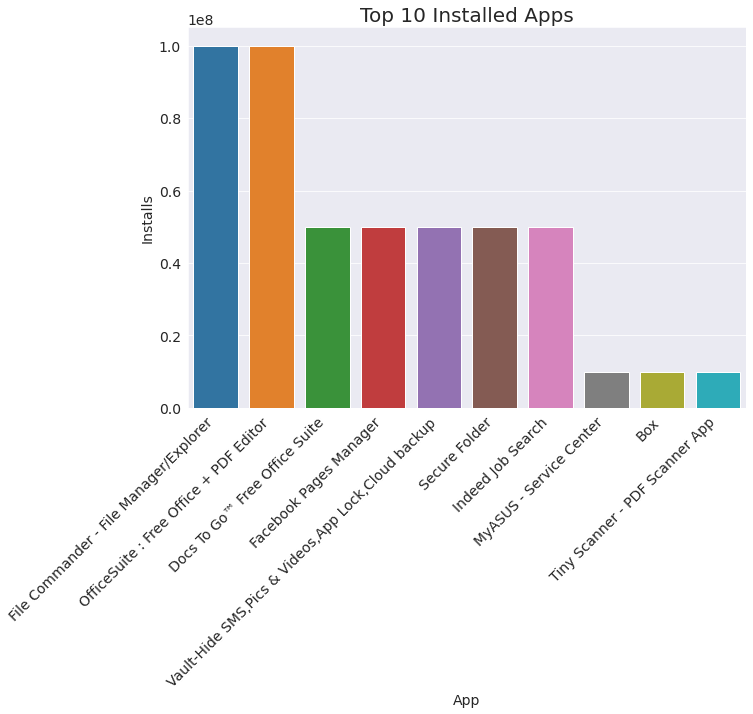 Top 10 Installed Apps
1e8
1.0
0.8
0.6
0.4
0.2
0.0
Installs
File Commander - File Manager/Explorer
OfficeSuite : Free Office + PDF Editor
Docs To Go™ Free Office Suite
Facebook Pages Manager
Vault-Hide SMS,Pics & Videos,App Lock,Cloud backup
Secure Folder
Indeed Job Search
MyASUS - Service Center
Box
Tiny Scanner - PDF Scanner App
App